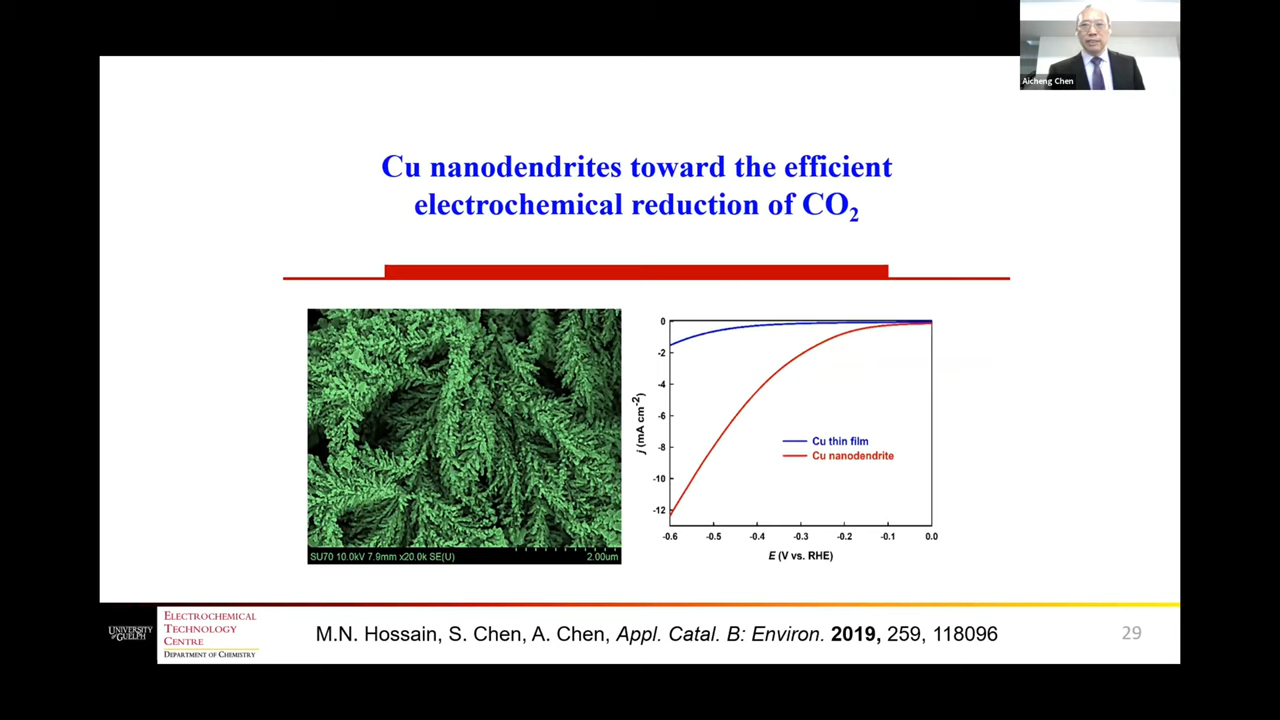 Aicheng Chen
Cu nanodendrites toward the efficient
electrochemical reduction of CO2
SU70 10.0kV 7.9mm x20.0k SE(U)
2.00um
0
-2
-4
-6
-8
-10
-12
j (mA cm-2)
Cu thin film
Cu nanodendrite
-0.6 -0.5 -0.4 -0.3 -0.2 -0.1 0.0
E (V vs. RHE)
UNIVERSITY
of GUELPH
ELECTROCHEMICAL
TECHNOLOGY
CENTRE
DEPARTMENT OF CHEMISTRY
M.N. Hossain, S. Chen, A. Chen, Appl. Catal. B: Environ. 2019, 259, 118096
29